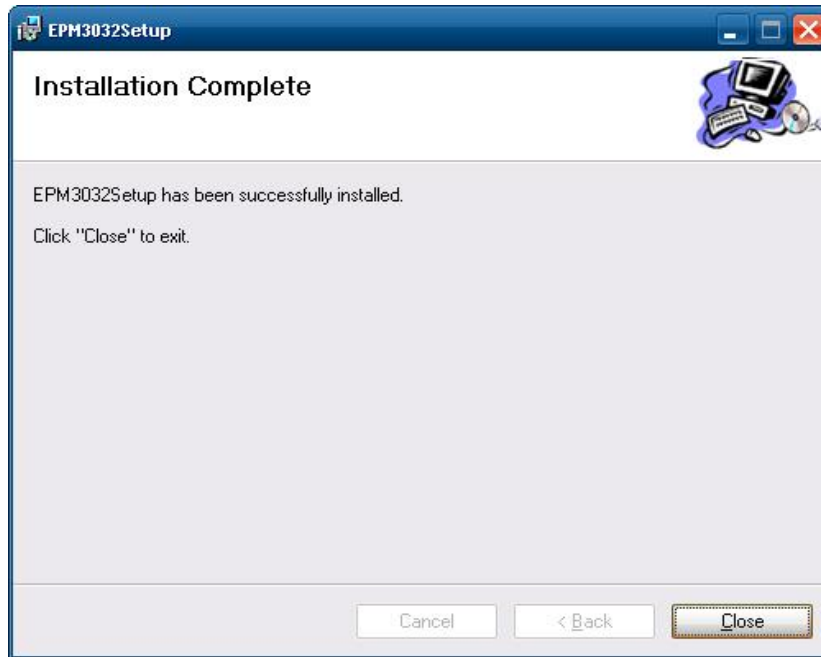 EPM3032Setup
Installation Complete
EPM3032Setup has been successfully installed.
Click "Close" to exit.
Cancel
< Back
Close